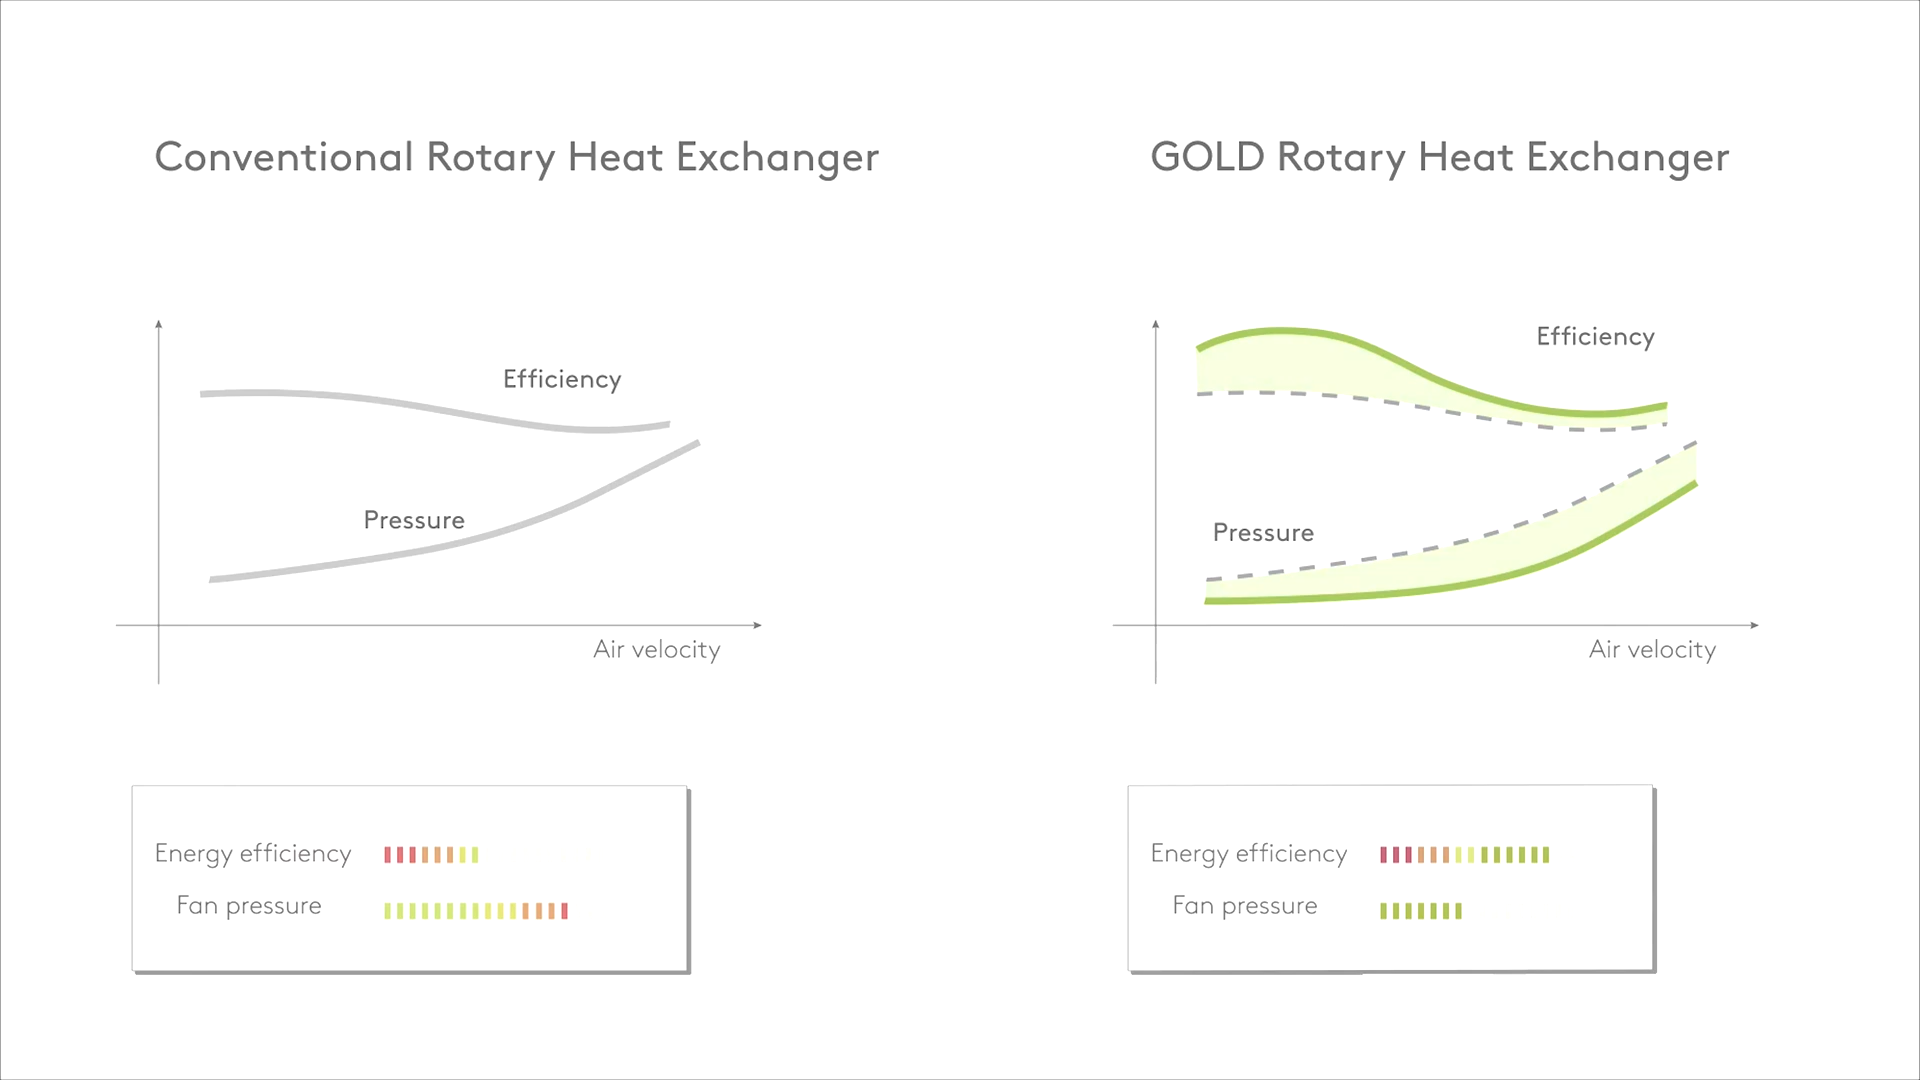 Conventional Rotary Heat Exchanger
Efficiency
Pressure
Air velocity
Energy efficiency
Fan pressure
GOLD Rotary Heat Exchanger
Efficiency
Pressure
Air velocity
Energy efficiency
Fan pressure